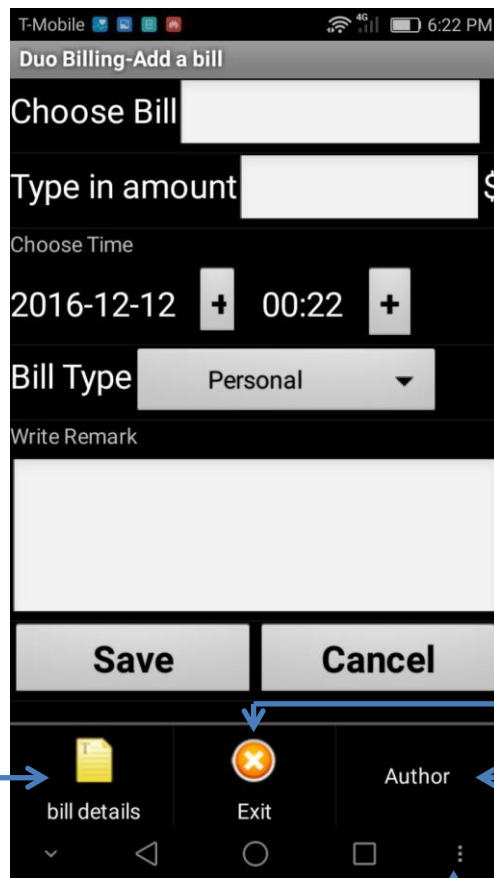 T-Mobile 4G 6:22 PM
Duo Billing-Add a bill
Choose Bill
Type in amount $
Choose Time
2016-12-12 + 00:22 +
Bill Type Personal
Write Remark
Save Cancel
bill details Exit Author